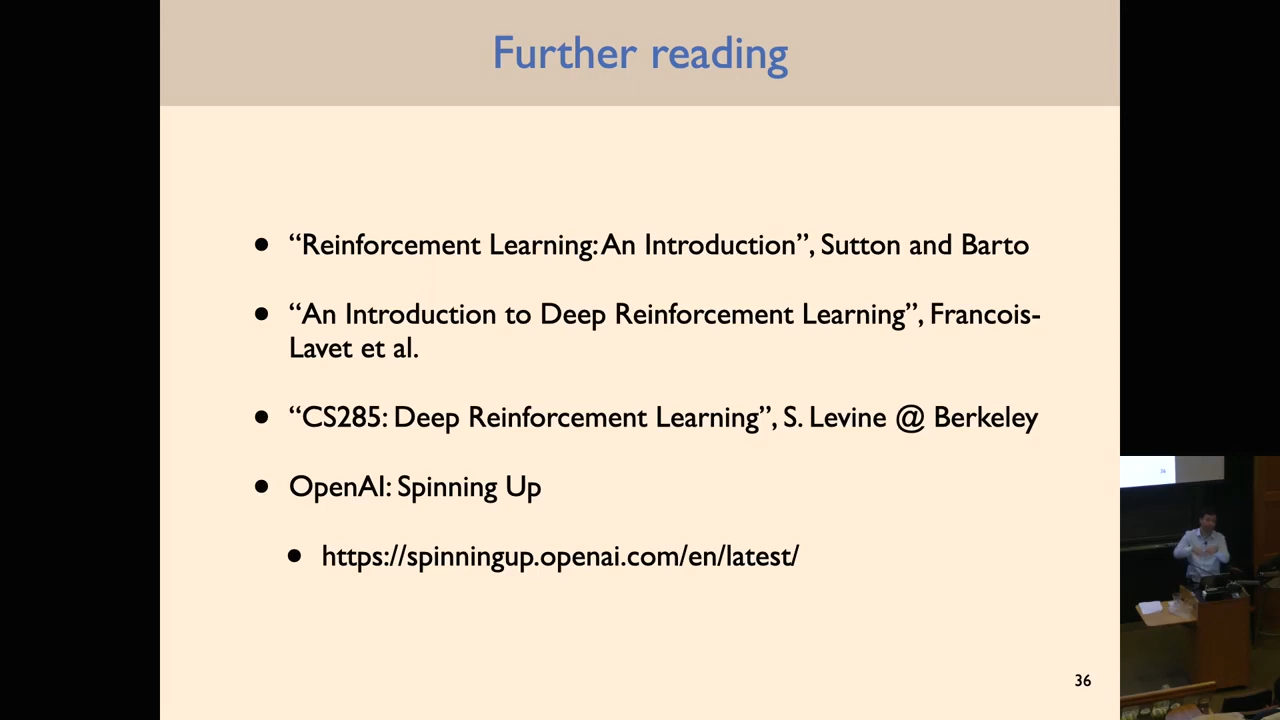 Further reading
• “Reinforcement Learning: An Introduction”, Sutton and Barto
• “An Introduction to Deep Reinforcement Learning”, Francois-
Lavet et al.
• “CS285: Deep Reinforcement Learning”, S. Levine @ Berkeley
• OpenAI: Spinning Up
• https://spinningup.openai.com/en/latest/
36
36